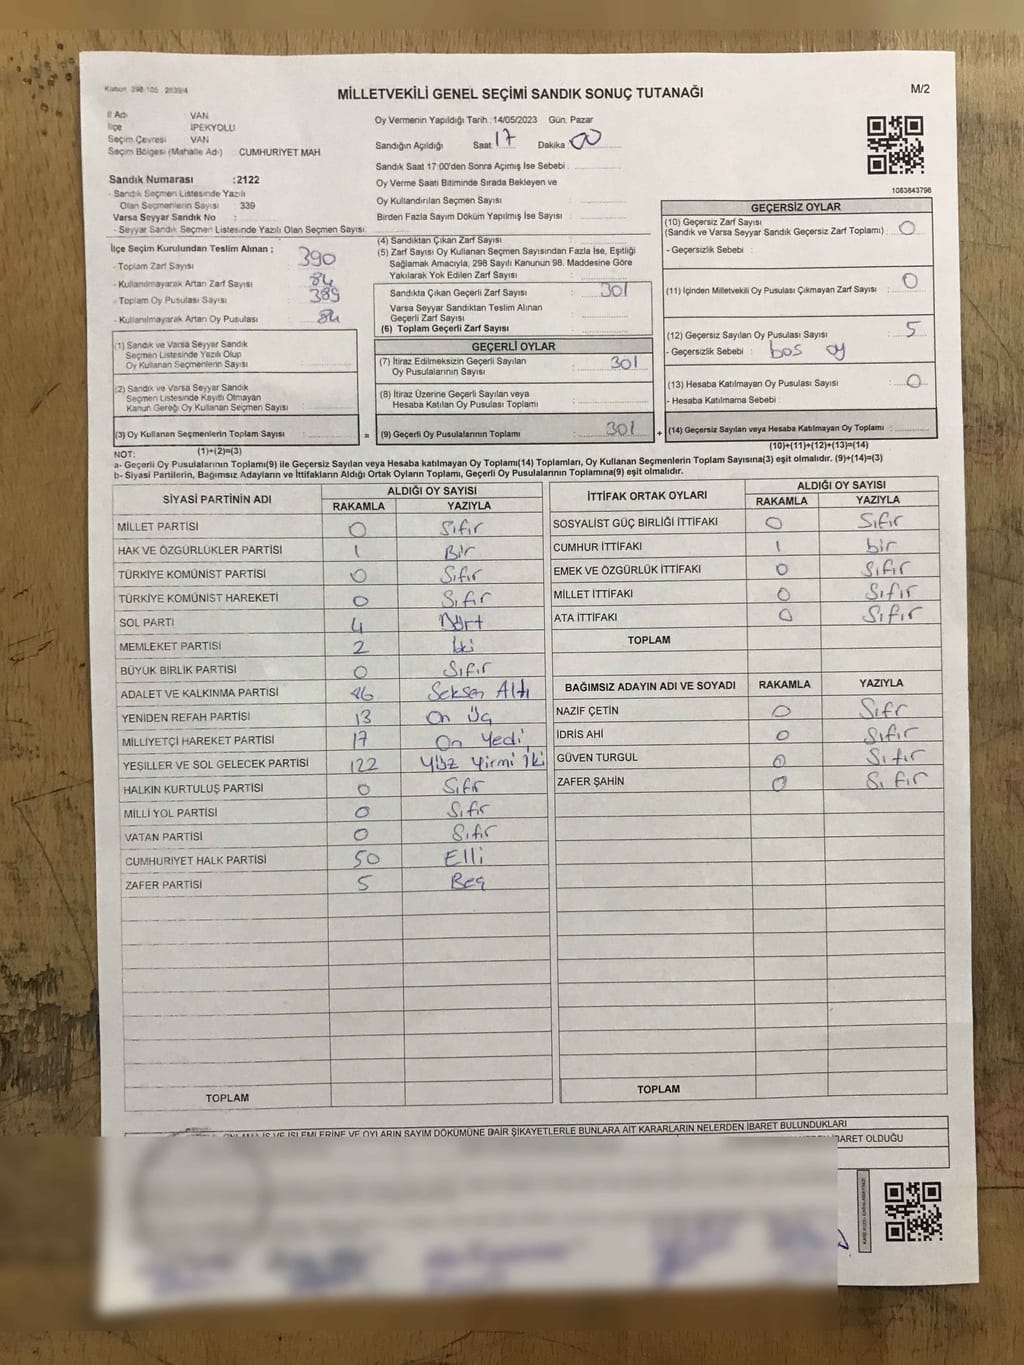 MİLLETVEKİLİ GENEL SEÇİMİ SANDIK SONUÇ TUTANAĞI
M/2
İl Adı : VAN
İlçe : İPEKYOLU
Seçim Çevresi : VAN
Seçim Bölgesi (Mahalle Adı) : CUMHURİYET MAH
Sandık Numarası :2122
- Sandık Seçmen Listesinde Yazılı
Olan Seçmenlerin Sayısı : 339
Varsa Seyyar Sandık No :
- Seyyar Sandık Seçmen Listesinde Yazılı Olan Seçmen Sayısı:
Oy Vermenin Yapıldığı Tarih :14/05/2023 Gün: Pazar
Sandığın Açıldığı Saat 17 Dakika 00
Sandık Saat 17:00'den Sonra Açımış İse Sebebi :
Oy Verme Saati Bitiminde Sırada Bekleyen ve
Oy Kullandırılan Seçmen Sayısı :
Birden Fazla Sayım Döküm Yapılmış İse Sayısı :
1083843796
İlçe Seçim Kurulundan Teslim Alınan ;
- Toplam Zarf Sayısı : 390
- Kullanılmayarak Artan Zarf Sayısı : 84
- Toplam Oy Pusulası Sayısı : 389
- Kullanılmayarak Artan Oy Pusulası : 84
(1) Sandık ve Varsa Seyyar Sandık
Seçmen Listesinde Yazılı Olup
Oy Kullanan Seçmenlerin Sayısı :
(2) Sandık ve Varsa Seyyar Sandık
Seçmen Listesinde Kayıtlı Olmayan
Kanun Gereği Oy Kullanan Seçmen Sayısı :
(3) Oy Kullanan Seçmenlerin Toplam Sayısı :
(4) Sandıktan Çıkan Zarf Sayısı :
(5) Zarf Sayısı Oy Kullanan Seçmen Sayısından Fazla İse, Eşitliği
Sağlamak Amacıyla, 298 Sayılı Kanunun 98. Maddesine Göre
Yakılarak Yok Edilen Zarf Sayısı :
Sandıkta Çıkan Geçerli Zarf Sayısı : 301
Varsa Seyyar Sandıktan Teslim Alınan
Geçerli Zarf Sayısı :
(6) Toplam Geçerli Zarf Sayısı :
GEÇERLİ OYLAR
(7) İtiraz Edilmeksizin Geçerli Sayılan
Oy Pusulalarının Sayısı : 301
(8) İtiraz Üzerine Geçerli Sayılan veya
Hesaba Katılan Oy Pusulası Toplamı :
= (9) Geçerli Oy Pusulalarının Toplamı : 301
GEÇERSİZ OYLAR
(10) Geçersiz Zarf Sayısı
(Sandık ve Varsa Seyyar Sandık Geçersiz Zarf Toplamı) : 0
- Geçersizlik Sebebi :
(11) İçinden Milletvekili Oy Pusulası Çıkmayan Zarf Sayısı : 0
(12) Geçersiz Sayılan Oy Pusulası Sayısı : 5
- Geçersizlik Sebebi : boş oy
(13) Hesaba Katılmayan Oy Pusulası Sayısı : 0
- Hesaba Katılmama Sebebi :
+ (14) Geçersiz Sayılan veya Hesaba Katılmayan Oy Toplamı :
NOT: (1)+(2)=(3)
(10)+(11)+(12)+(13)=(14)
a- Geçerli Oy Pusulalarının Toplamı(9) ile Geçersiz Sayılan veya Hesaba katılmayan Oy Toplamı(14) Toplamları, Oy Kullanan Seçmenlerin Toplam Sayısına(3) eşit olmalıdır. (9)+(14)=(3)
b- Siyasi Partilerin, Bağımsız Adayların ve İttifakların Aldığı Ortak Oyların Toplamı, Geçerli Oy Pusulalarının Toplamına(9) eşit olmalıdır.
SİYASİ PARTİNİN ADI ALDIĞI OY SAYISI
RAKAMLA YAZIYLA
MİLLET PARTİSİ 0 Sıfır
HAK VE ÖZGÜRLÜKLER PARTİSİ 1 Bir
TÜRKİYE KOMÜNİST PARTİSİ 0 Sıfır
TÜRKİYE KOMÜNİST HAREKETİ 0 Sıfır
SOL PARTİ 4 Dört
MEMLEKET PARTİSİ 2 İki
BÜYÜK BİRLİK PARTİSİ 0 Sıfır
ADALET VE KALKINMA PARTİSİ 86 Seksen Altı
YENİDEN REFAH PARTİSİ 13 On Üç
MİLLİYETÇİ HAREKET PARTİSİ 17 On Yedi
YEŞİLLER VE SOL GELECEK PARTİSİ 122 Yüz Yirmi İki
HALKIN KURTULUŞ PARTİSİ 0 Sıfır
MİLLİ YOL PARTİSİ 0 Sıfır
VATAN PARTİSİ 0 Sıfır
CUMHURİYET HALK PARTİSİ 50 Elli
ZAFER PARTİSİ 5 Beş
TOPLAM
İTTİFAK ORTAK OYLARI ALDIĞI OY SAYISI
RAKAMLA YAZIYLA
SOSYALİST GÜÇ BİRLİĞİ İTTİFAKI 0 Sıfır
CUMHUR İTTİFAKI 1 bir
EMEK VE ÖZGÜRLÜK İTTİFAKI 0 Sıfır
MİLLET İTTİFAKI 0 Sıfır
ATA İTTİFAKI 0 Sıfır
TOPLAM
BAĞIMSIZ ADAYIN ADI VE SOYADI RAKAMLA YAZIYLA
NAZİF ÇETİN 0 Sıfr
İDRİS AHİ 0 Sıfır
GÜVEN TURGUL 0 Sıfır
ZAFER ŞAHİN 0 Sıfır
TOPLAM
İŞLEMLERİNE VE OYLARIN SAYIM DÖKÜMÜNE DAİR ŞİKAYETLERLE BUNLARA AİT KARARLARIN NELERDEN İBARET BULUNDUKLARI
İBARET OLDUĞU